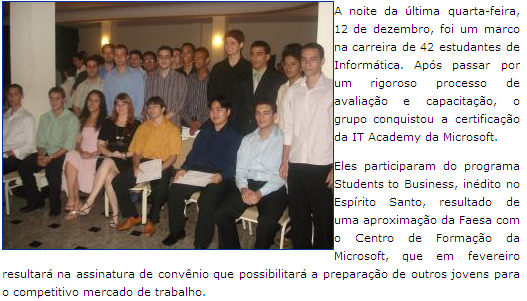 A noite da última quarta-feira,
12 de dezembro, foi um marco
na carreira de 42 estudantes de
Informática. Após passar por
um rigoroso processo de
avaliação e capacitação, o
grupo conquistou a certificação
da IT Academy da Microsoft.
Eles participaram do programa
Students to Business, inédito no
Espírito Santo, resultado de
uma aproximação da Faesa com
o Centro de Formação da
Microsoft, que em fevereiro
resultará na assinatura de convênio que possibilitará a preparação de outros jovens para
o competitivo mercado de trabalho.